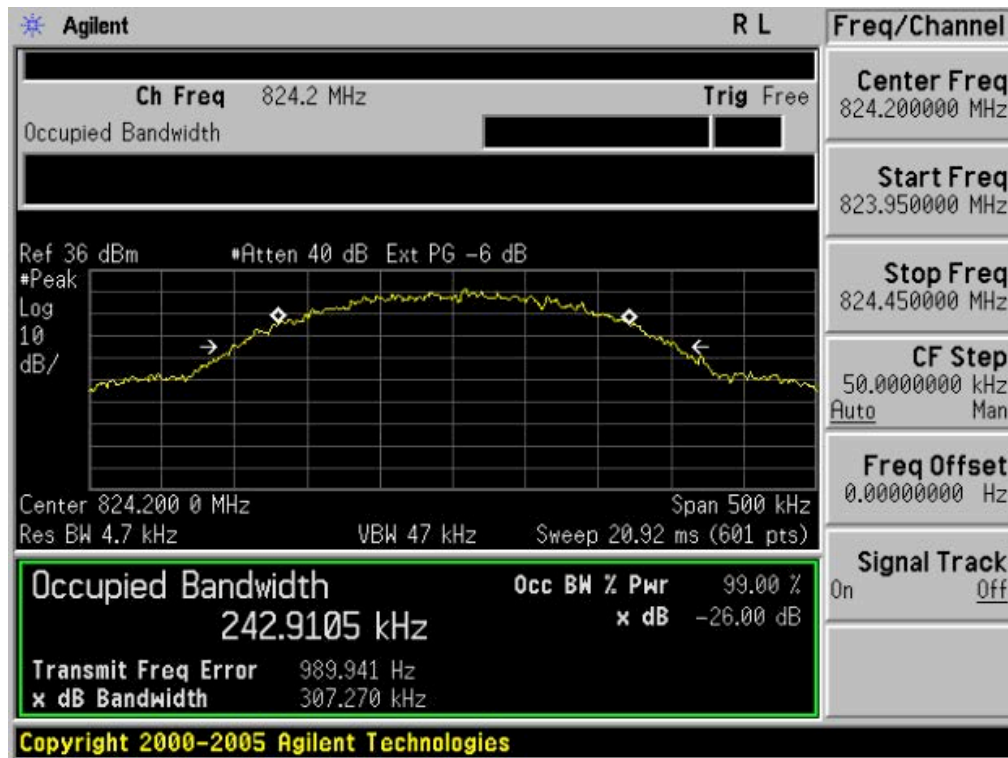 Agilent R L Freq/Channel
Ch Freq 824.2 MHz Trig Free
Occupied Bandwidth
Center Freq
824.200000 MHz
Start Freq
823.950000 MHz
Stop Freq
824.450000 MHz
CF Step
50.0000000 kHz
Auto Man
Freq Offset
0.00000000 Hz
Signal Track
On Off
Ref 36 dBm #Atten 40 dB Ext PG -6 dB
#Peak
Log
10
dB/
Center 824.200 0 MHz Span 500 kHz
Res BW 4.7 kHz VBW 47 kHz Sweep 20.92 ms (601 pts)
Occupied Bandwidth Occ BW % Pwr 99.00 %
242.9105 kHz x dB -26.00 dB
Transmit Freq Error 989.941 Hz
x dB Bandwidth 307.270 kHz
Copyright 2000-2005 Agilent Technologies